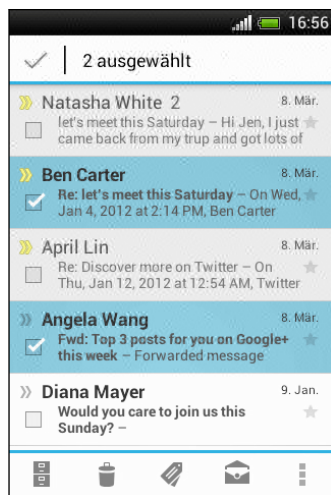 16:56
2 ausgewählt
Natasha White 2 8. Mär.
let's meet this Saturday – Hi Jen, I just
came back from my trup and got lots of
Ben Carter 8. Mär.
Re: let's meet this Saturday – On Wed,
Jan 4, 2012 at 2:14 PM, Ben Carter
April Lin 8. Mär.
Re: Discover more on Twitter – On
Thu, Jan 12, 2012 at 12:54 AM, Twitter
Angela Wang 8. Mär.
Fwd: Top 3 posts for you on Google+
this week – Forwarded message
Diana Mayer 9. Jan.
Would you care to join us this
Sunday? –